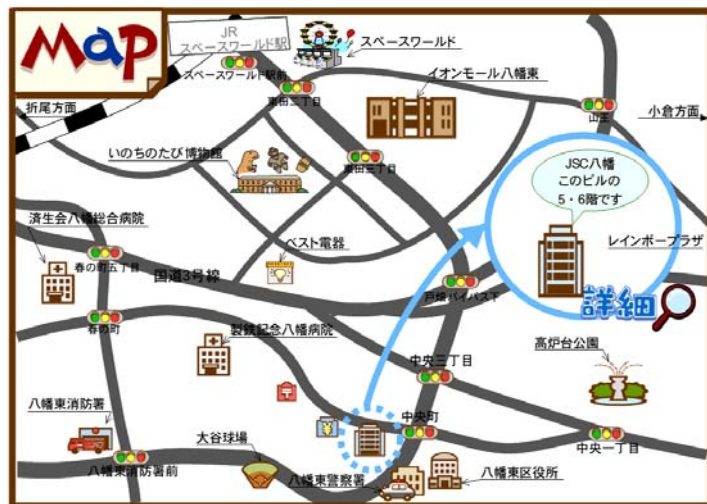 Map
JR
スペースワールド駅
スペースワールド
スペースワールド駅前
イオンモール八幡東
折尾方面
東田二丁目
山王
小倉方面
いのちのたび博物館
東田三丁目
JSC八幡
このビルの
5・6階です
済生会八幡総合病院
ベスト電器
レインボープラザ
春の町五丁目
国道3号線
戸畑バイパス下
詳細
春の町
製鉄記念八幡病院
高炉台公園
中央三丁目
八幡東消防署
大谷球場
中央町
中央一丁目
八幡東消防署前
八幡東警察署
八幡東区役所